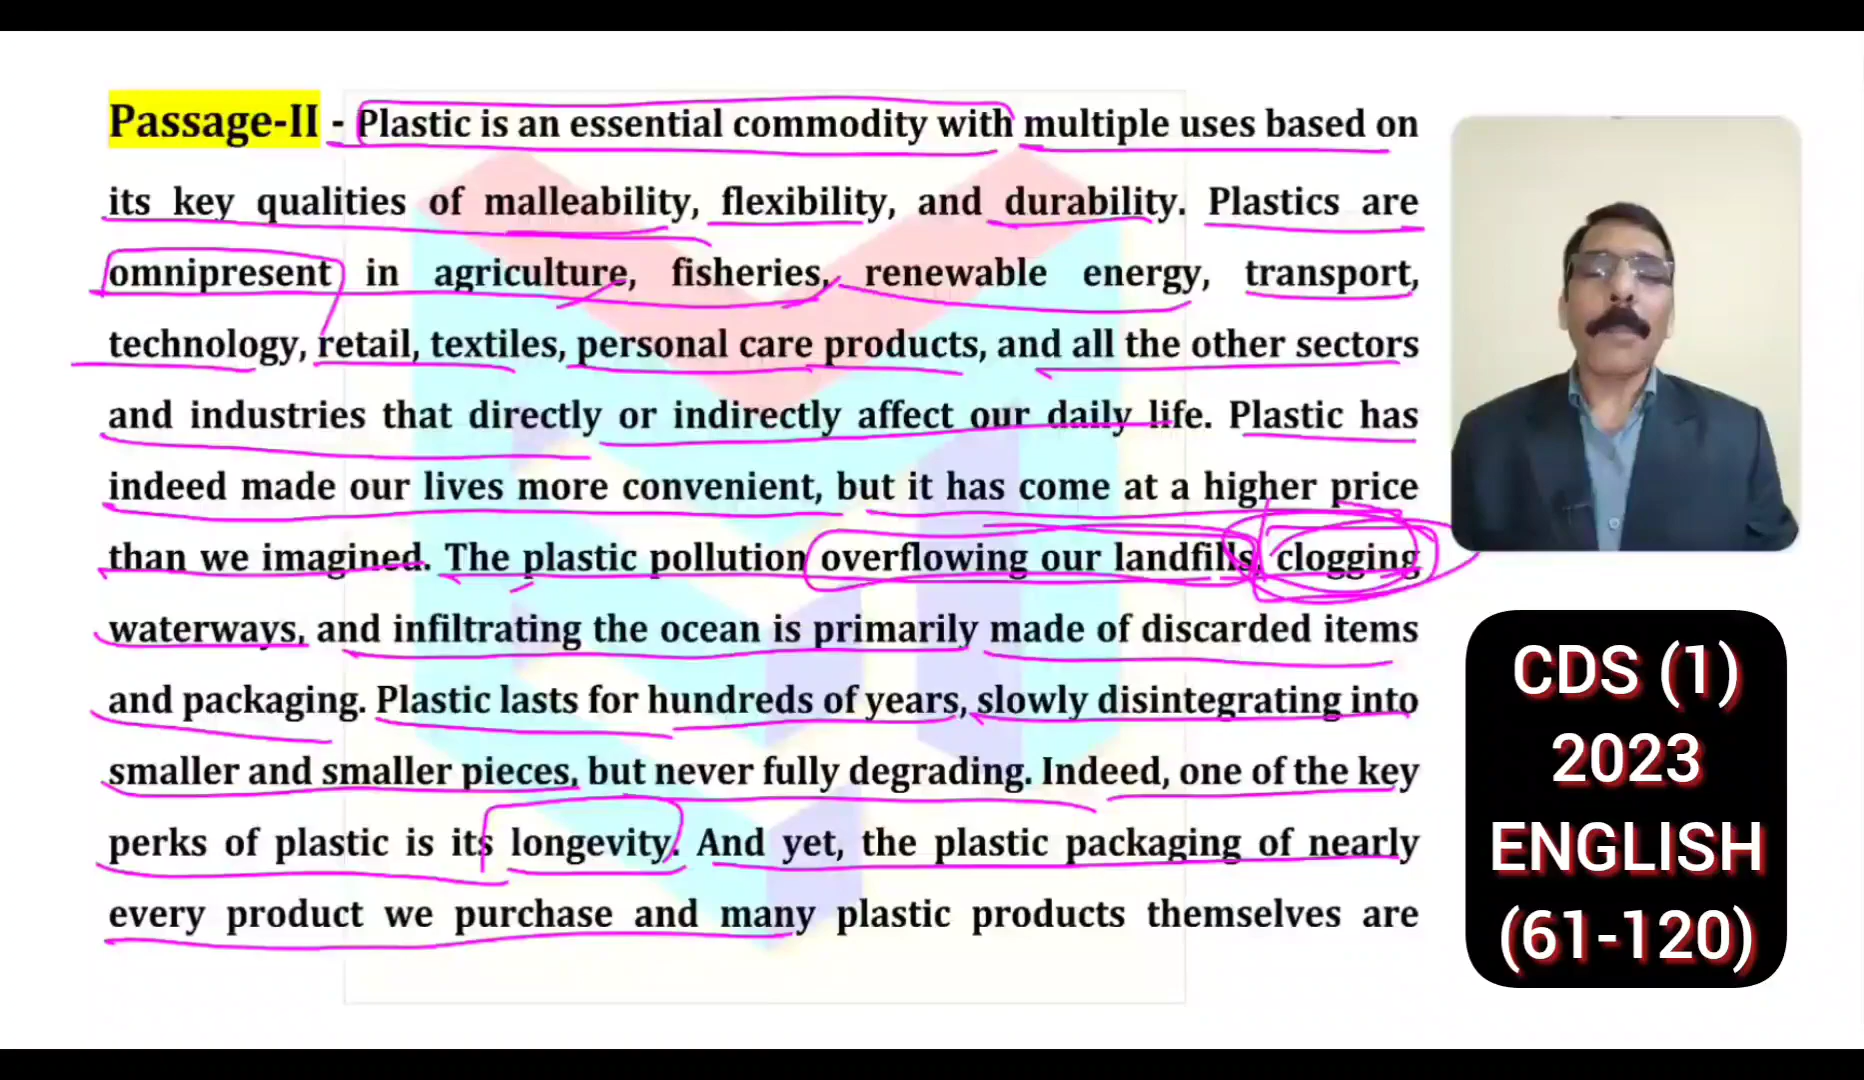 Passage-II - Plastic is an essential commodity with multiple uses based on
its key qualities of malleability, flexibility, and durability. Plastics are
omnipresent in agriculture, fisheries, renewable energy, transport,
technology, retail, textiles, personal care products, and all the other sectors
and industries that directly or indirectly affect our daily life. Plastic has
indeed made our lives more convenient, but it has come at a higher price
than we imagined. The plastic pollution overflowing our landfills, clogging
waterways, and infiltrating the ocean is primarily made of discarded items
and packaging. Plastic lasts for hundreds of years, slowly disintegrating into
smaller and smaller pieces, but never fully degrading. Indeed, one of the key
perks of plastic is its longevity. And yet, the plastic packaging of nearly
every product we purchase and many plastic products themselves are
CDS (1)
2023
ENGLISH
(61-120)